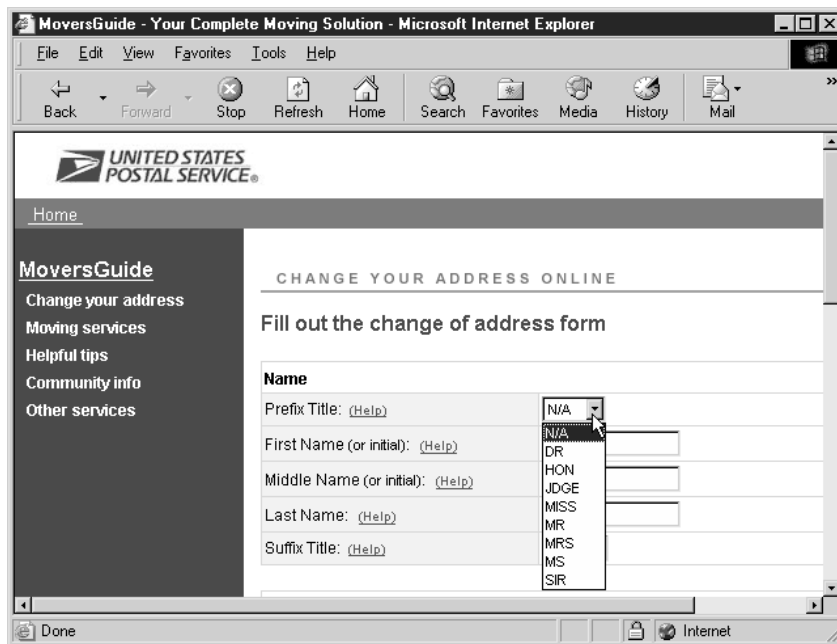 MoversGuide - Your Complete Moving Solution - Microsoft Internet Explorer
File Edit View Favorites Tools Help
Back Forward Stop Refresh Home Search Favorites Media History Mail »
UNITED STATES
POSTAL SERVICE®
Home
MoversGuide
Change your address
Moving services
Helpful tips
Community info
Other services
CHANGE YOUR ADDRESS ONLINE
Fill out the change of address form
Name
Prefix Title: (Help) N/A
First Name (or initial): (Help)
Middle Name (or initial): (Help)
Last Name: (Help)
Suffix Title: (Help)
N/A
DR
HON
JDGE
MISS
MR
MRS
MS
SIR
Done Internet